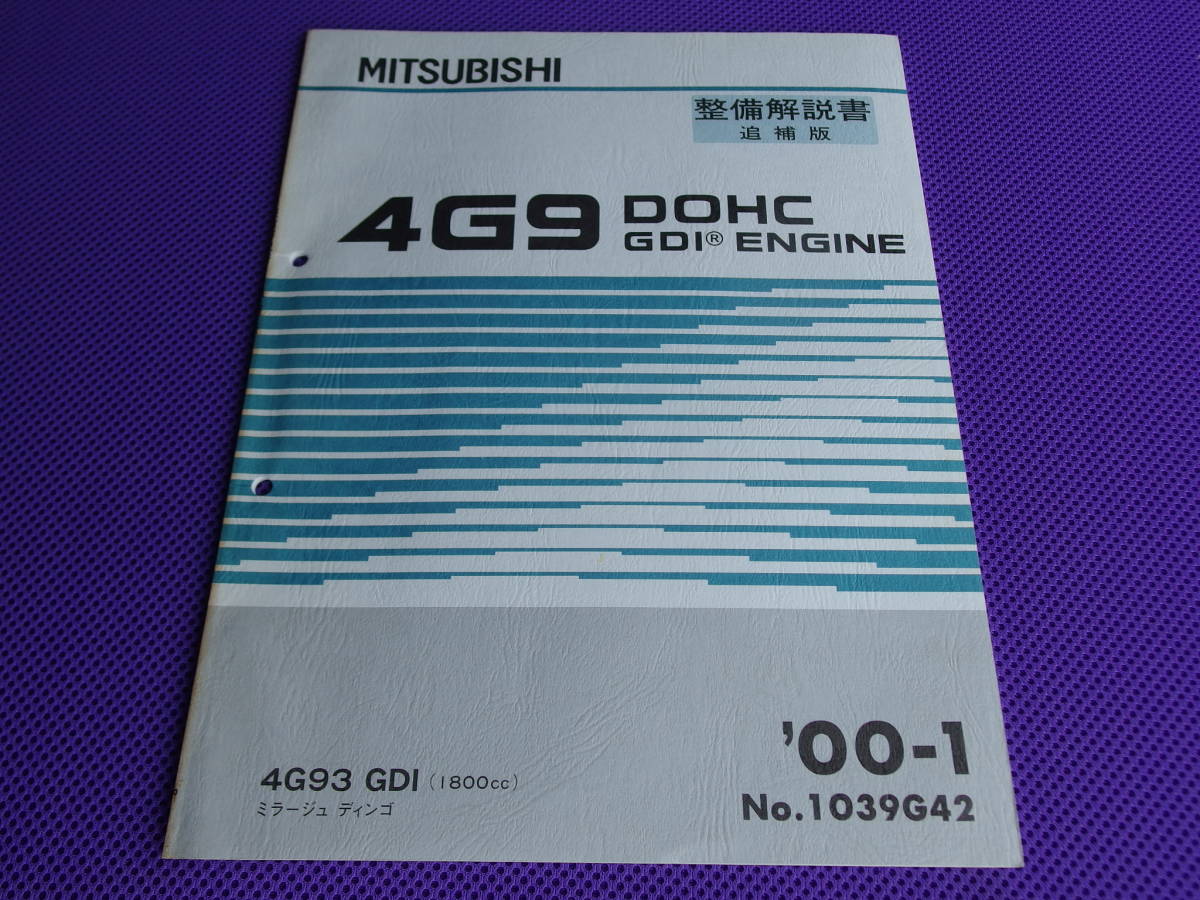 MITSUBISHI
整備解説書
追補版
4G9 DOHC
GDI® ENGINE
'00-1
4G93 GDI (1800cc)
ミラージュ ディンゴ
No.1039G42